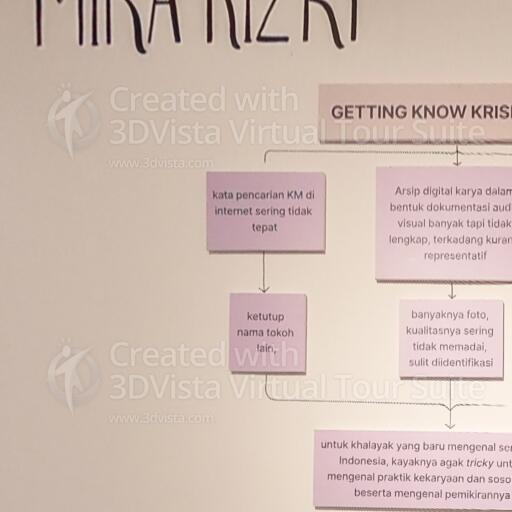 MIRA RIZKI
GETTING KNOW KRIS
kata pencarian KM di
internet sering tidak
tepat
Arsip digital karya dalam
bentuk dokumentasi aud
visual banyak tapi tidak
lengkap, terkadang kuran
representatif
ketutup
nama tokoh
lain,
banyaknya foto,
kualitasnya sering
tidak memadai,
sulit diidentifikasi
untuk khalayak yang baru mengenal se
Indonesia, kayaknya agak tricky unt
mengenal praktik kekaryaan dan soso
beserta mengenal pemikirannya
Created with
3DVista Virtual Tour Suite
www.3dvista.com
Created with
3DVista Virtual Tour Suite
www.3dvista.com